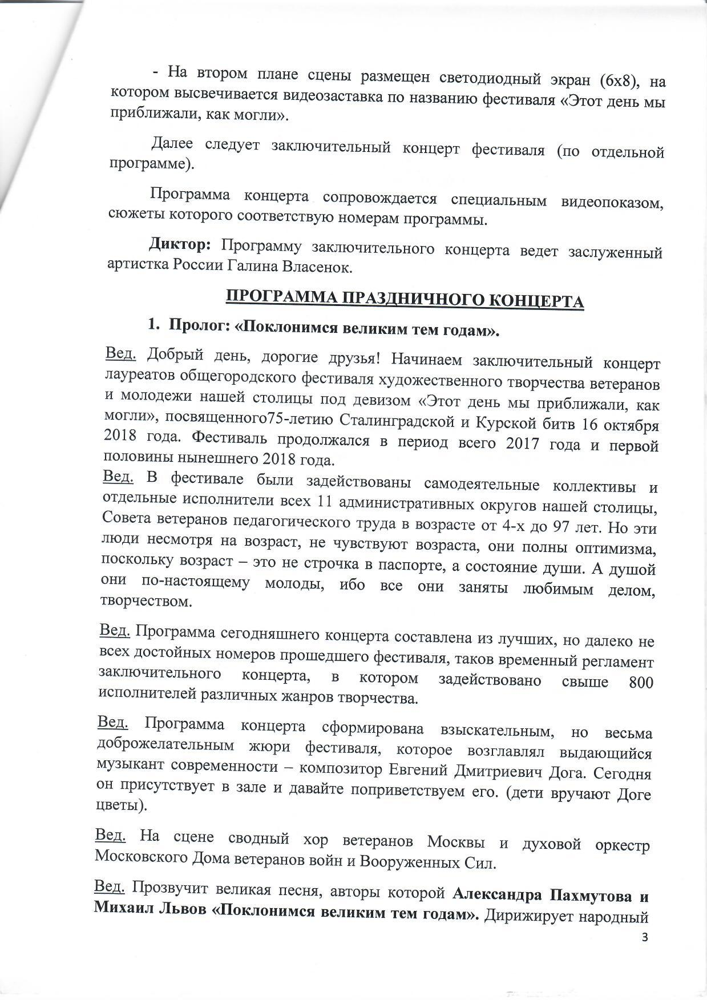 - На втором плане сцены размещен светодиодный экран (6х8), на
котором высвечивается видеозаставка по названию фестиваля «Этот день мы
приближали, как могли».
Далее следует заключительный концерт фестиваля (по отдельной
программе).
Программа концерта сопровождается специальным видеопоказом,
сюжеты которого соответствую номерам программы.
Диктор: Программу заключительного концерта ведет заслуженный
артистка России Галина Власенок.
ПРОГРАММА ПРАЗДНИЧНОГО КОНЦЕРТА
1. Пролог: «Поклонимся великим тем годам».
Вед. Добрый день, дорогие друзья! Начинаем заключительный концерт
лауреатов общегородского фестиваля художественного творчества ветеранов
и молодежи нашей столицы под девизом «Этот день мы приближали, как
могли», посвященного75-летию Сталинградской и Курской битв 16 октября
2018 года. Фестиваль продолжался в период всего 2017 года и первой
половины нынешнего 2018 года.
Вед. В фестивале были задействованы самодеятельные коллективы и
отдельные исполнители всех 11 административных округов нашей столицы,
Совета ветеранов педагогического труда в возрасте от 4-х до 97 лет. Но эти
люди несмотря на возраст, не чувствуют возраста, они полны оптимизма,
поскольку возраст – это не строчка в паспорте, а состояние души. А душой
они по-настоящему молоды, ибо все они заняты любимым делом,
творчеством.
Вед. Программа сегодняшнего концерта составлена из лучших, но далеко не
всех достойных номеров прошедшего фестиваля, таков временный регламент
заключительного концерта, в котором задействовано свыше 800
исполнителей различных жанров творчества.
Вед. Программа концерта сформирована взыскательным, но весьма
доброжелательным жюри фестиваля, которое возглавлял выдающийся
музыкант современности – композитор Евгений Дмитриевич Дога. Сегодня
он присутствует в зале и давайте поприветствуем его. (дети вручают Доге
цветы).
Вед. На сцене сводный хор ветеранов Москвы и духовой оркестр
Московского Дома ветеранов войн и Вооруженных Сил.
Вед. Прозвучит великая песня, авторы которой Александра Пахмутова и
Михаил Львов «Поклонимся великим тем годам». Дирижирует народный
3